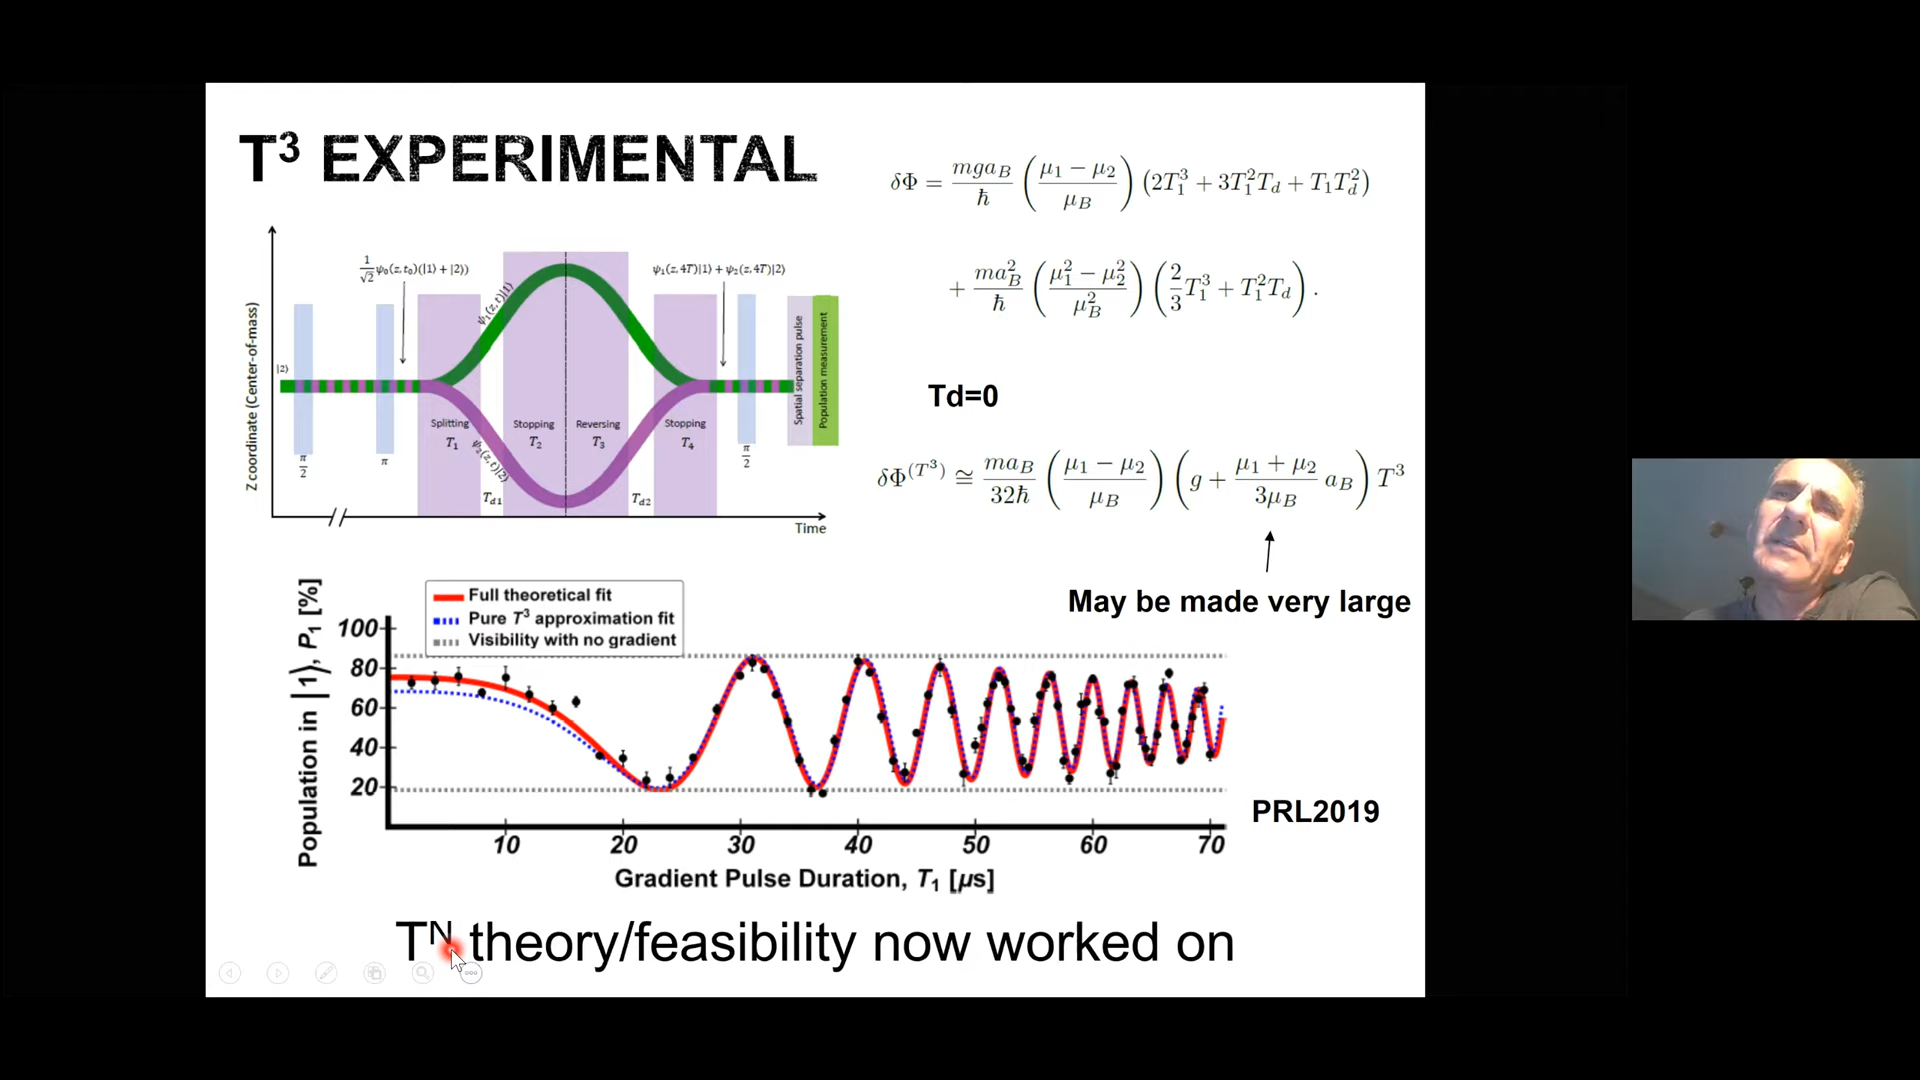 T³ EXPERIMENTAL
δΦ = mga_B/ħ ((μ₁ − μ₂)/μ_B) (2T₁³ + 3T₁²T_d + T₁T_d²)
+ ma_B²/ħ ((μ₁² − μ₂²)/μ_B²) (2/3 T₁³ + T₁²T_d).
Td=0
δΦ^(T³) ≅ ma_B/32ħ ((μ₁ − μ₂)/μ_B) (g + (μ₁ + μ₂)/3μ_B a_B) T³
May be made very large
Z coordinate (Center-of-mass)
1/√2 ψ₀(z,t₀)(|1⟩ + |2⟩)
ψ₁(z,4T)|1⟩ + ψ₂(z,4T)|2⟩
|2⟩
ψ₁(z,t)|1⟩
ψ₂(z,t)|2⟩
Splitting
T₁
Stopping
T₂
Reversing
T₃
Stopping
T₄
π/2
π
π/2
T_d1
T_d2
Spatial separation pulse
Population measurement
Time
Full theoretical fit
Pure T³ approximation fit
Visibility with no gradient
Population in |1⟩, P₁ [%]
100
80
60
40
20
10 20 30 40 50 60 70
Gradient Pulse Duration, T₁ [μs]
PRL2019
Tᴺ theory/feasibility now worked on